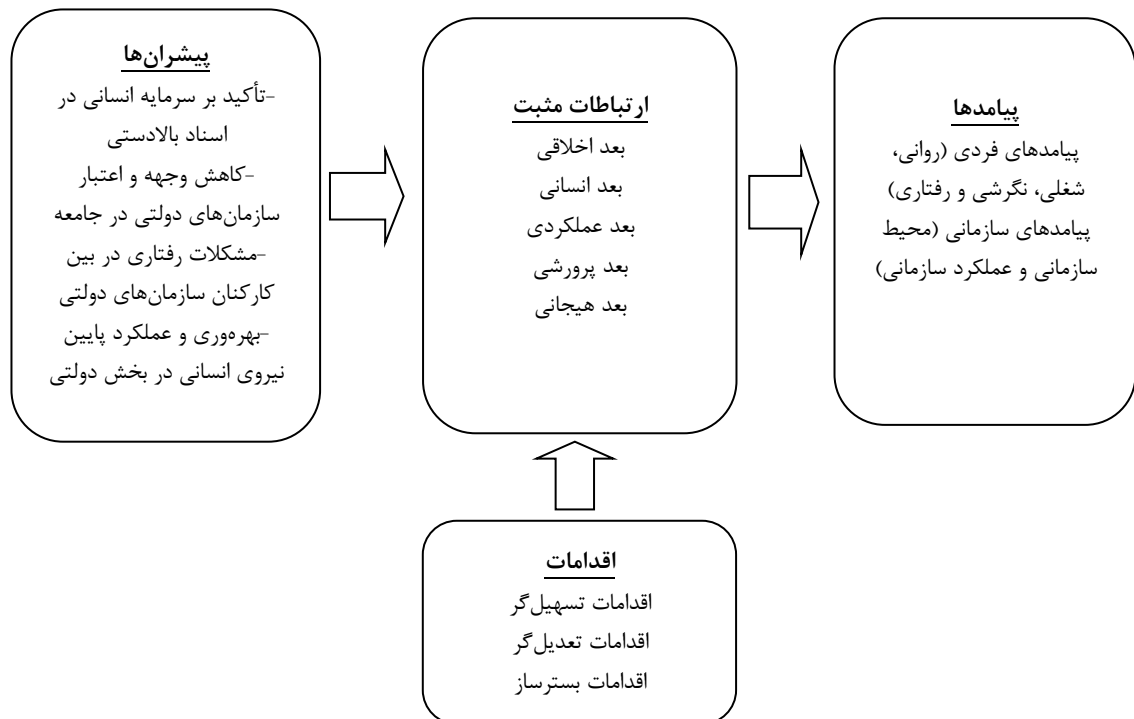 پیشران‌ها
-تأکید بر سرمایه انسانی در
اسناد بالادستی
-کاهش وجهه و اعتبار
سازمان‌های دولتی در جامعه
-مشکلات رفتاری در بین
کارکنان سازمان‌های دولتی
-بهره‌وری و عملکرد پایین
نیروی انسانی در بخش دولتی
ارتباطات مثبت
بعد اخلاقی
بعد انسانی
بعد عملکردی
بعد پرورشی
بعد هیجانی
پیامدها
پیامدهای فردی (روانی،
شغلی، نگرشی و رفتاری)
پیامدهای سازمانی (محیط
سازمانی و عملکرد سازمانی)
اقدامات
اقدامات تسهیل‌گر
اقدامات تعدیل‌گر
اقدامات بسترساز